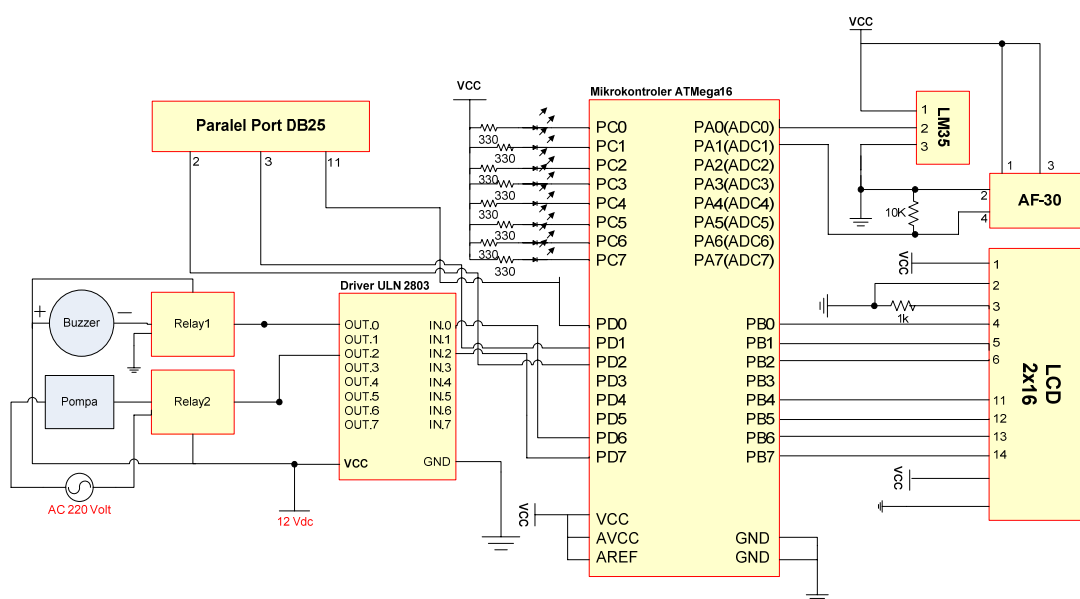 VCC
VCC
Mikrokontroler ATMega16
Paralel Port DB25
2
3
11
330
330
330
330
330
330
330
330
PC0
PC1
PC2
PC3
PC4
PC5
PC6
PC7
PD0
PD1
PD2
PD3
PD4
PD5
PD6
PD7
VCC
AVCC
AREF
PA0(ADC0)
PA1(ADC1)
PA2(ADC2)
PA3(ADC3)
PA4(ADC4)
PA5(ADC5)
PA6(ADC6)
PA7(ADC7)
PB0
PB1
PB2
PB3
PB4
PB5
PB6
PB7
GND
GND
VCC
1
2
3
LM35
1
3
2
4
AF-30
10K
VCC
1k
1
2
3
4
5
6
11
12
13
14
LCD
2x16
VCC
Driver ULN 2803
OUT.0
OUT.1
OUT.2
OUT.3
OUT.4
OUT.5
OUT.6
OUT.7
IN.0
IN.1
IN.2
IN.3
IN.4
IN.5
IN.6
IN.7
VCC
GND
+
Buzzer
−
Relay1
Pompa
Relay2
AC 220 Volt
12 Vdc